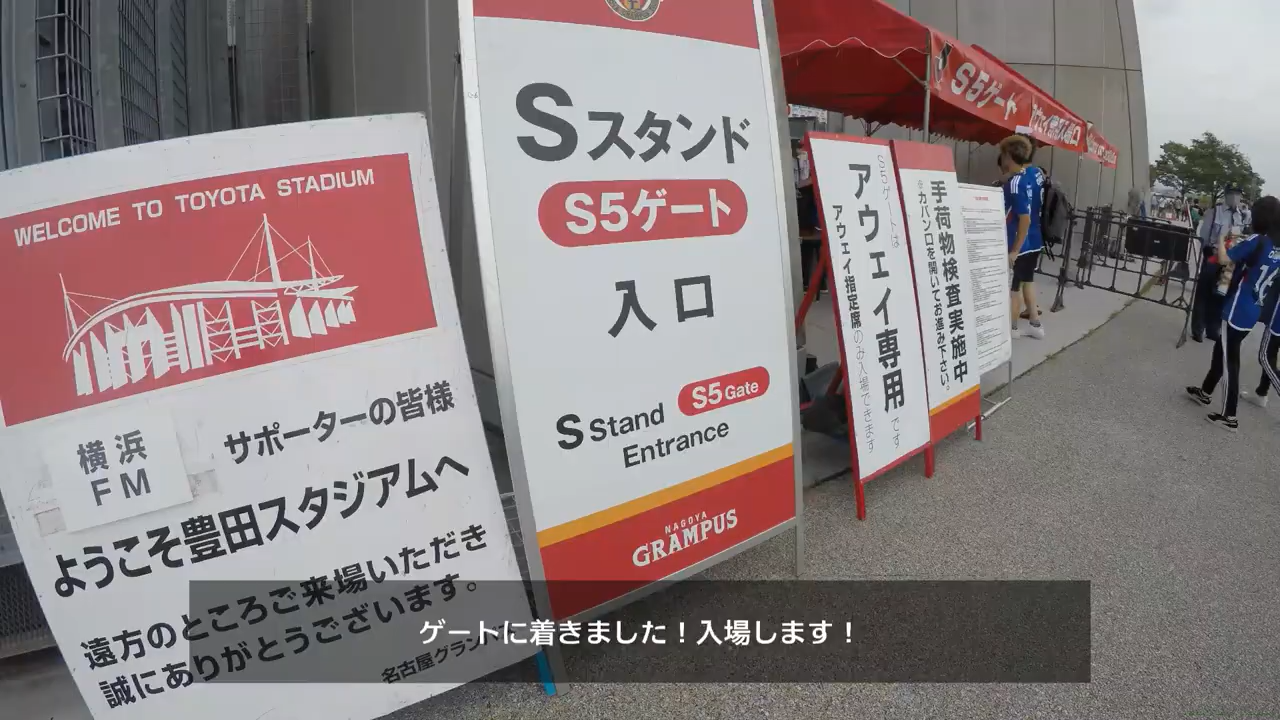 WELCOME TO TOYOTA STADIUM
横浜
FM
サポーターの皆様
ようこそ豊田スタジアムへ
遠方のところご来場いただき
誠にありがとうございます。
名古屋グランパス
Sスタンド
S5ゲート
入口
S Stand
S5 Gate
Entrance
NAGOYA
GRAMPUS
S5ゲートは
アウェイ専用です
アウェイ指定席のみ入場できます
手荷物検査実施中
※カバン口を開いてお進み下さい。
S5ゲート
ゲートに着きました！入場します！